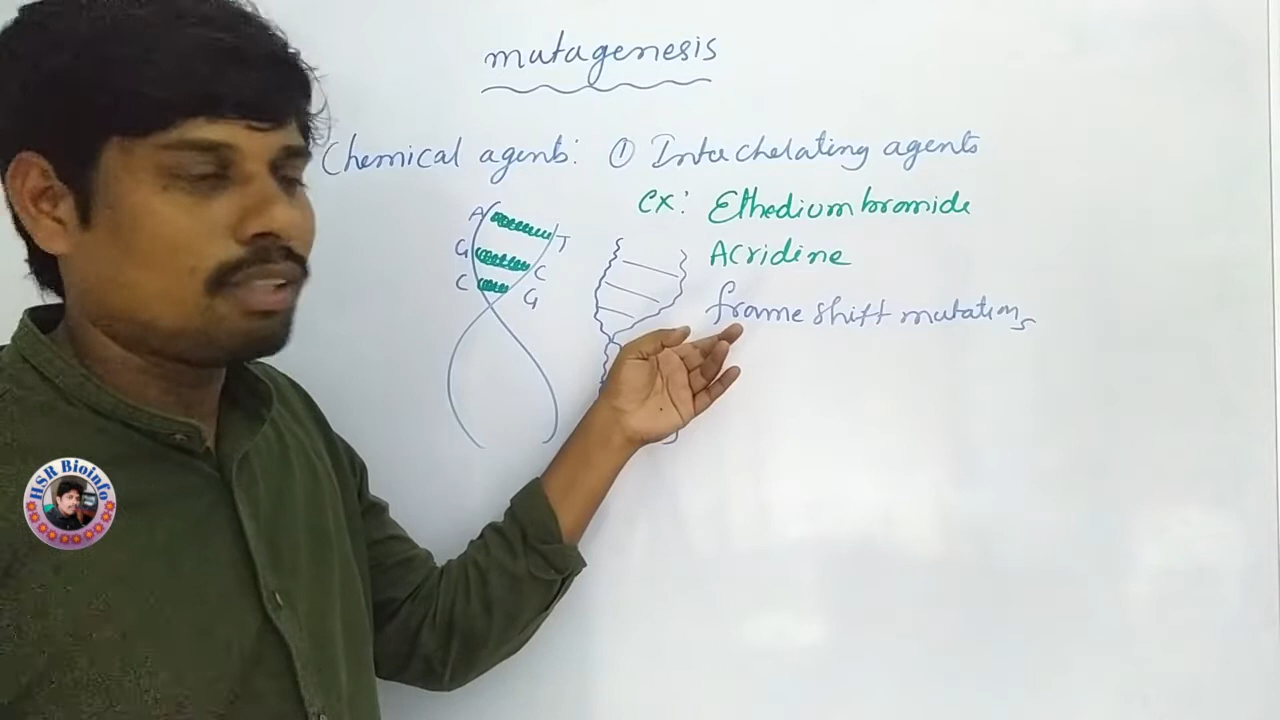 mutagenesis
Chemical agents: ① Interchelating agents
ex: Ethedium bromide
Acridine
frame shift mutations
A T
G C
C G
HSR Bioinfo